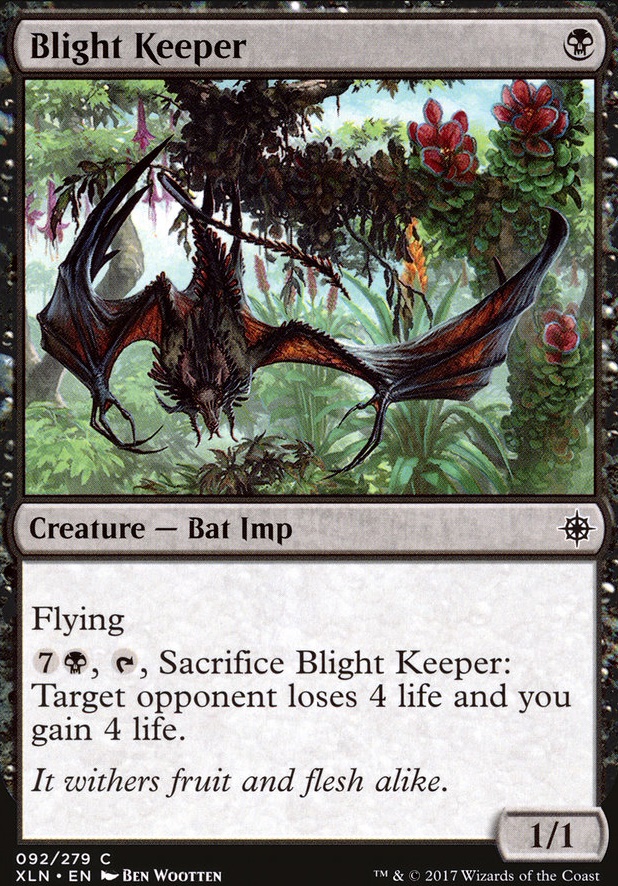 Blight Keeper
Creature — Bat Imp
Flying
7, , Sacrifice Blight Keeper:
Target opponent loses 4 life and you
gain 4 life.
It withers fruit and flesh alike.
1/1
092/279 C
XLN • EN Ben Wootten
™ & © 2017 Wizards of the Coast